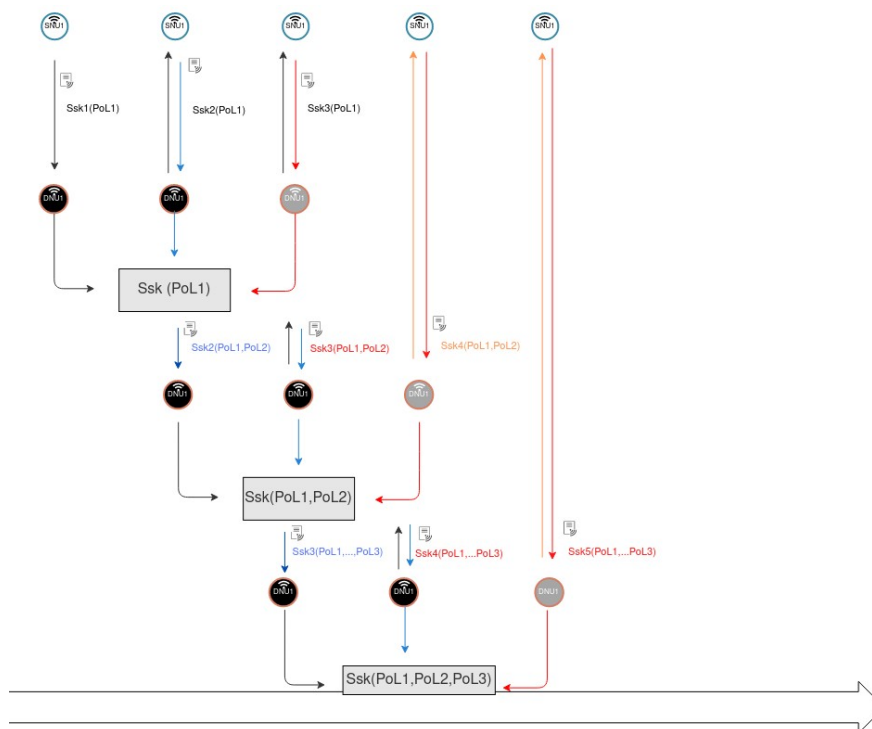 SNU1
SNU1
SNU1
SNU1
SNU1
Ssk1(PoL1)
Ssk2(PoL1)
Ssk3(PoL1)
DNU1
DNU1
DNU1
Ssk (PoL1)
Ssk2(PoL1,PoL2)
Ssk3(PoL1,PoL2)
Ssk4(PoL1,PoL2)
DNU1
DNU1
DNU1
Ssk(PoL1,PoL2)
Ssk3(PoL1,...,PoL3)
Ssk4(PoL1,...PoL3)
Ssk5(PoL1,...PoL3)
DNU1
DNU1
DNU1
Ssk(PoL1,PoL2,PoL3)